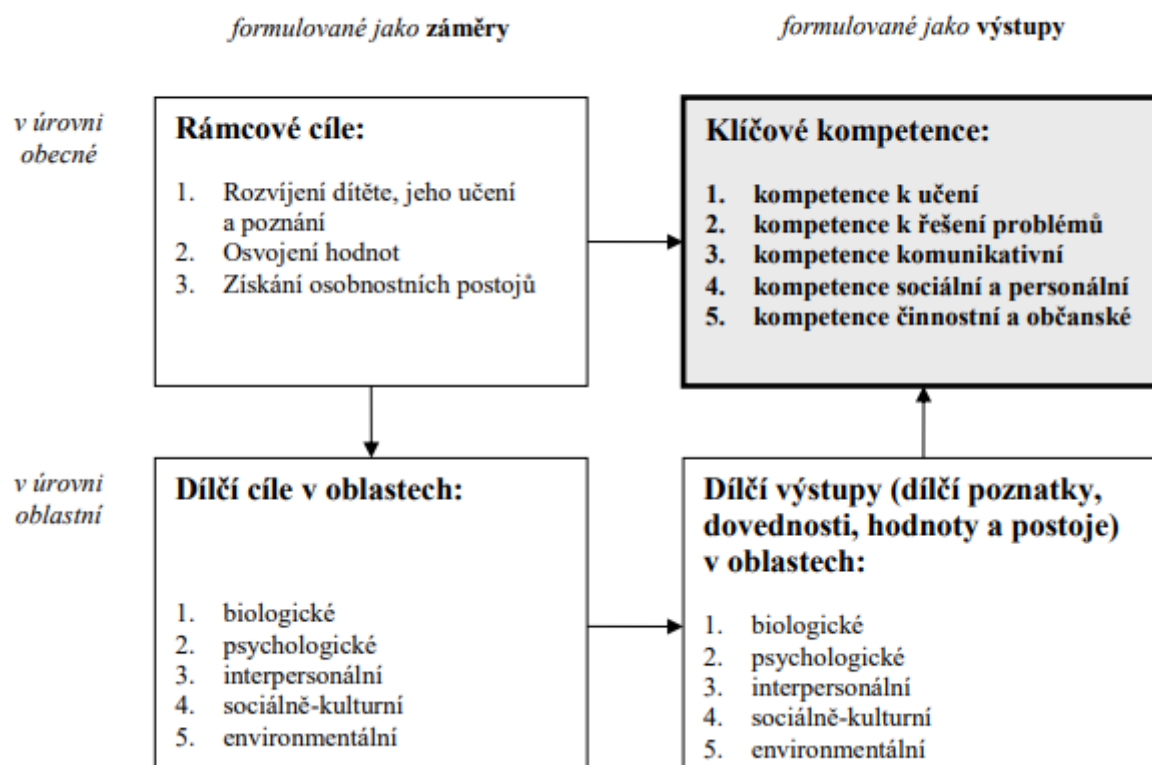 formulované jako záměry
formulované jako výstupy
v úrovni
obecné
Rámcové cíle:
1. Rozvíjení dítěte, jeho učení
a poznání
2. Osvojení hodnot
3. Získání osobnostních postojů
Klíčové kompetence:
1. kompetence k učení
2. kompetence k řešení problémů
3. kompetence komunikativní
4. kompetence sociální a personální
5. kompetence činnostní a občanské
v úrovni
oblastní
Dílčí cíle v oblastech:
1. biologické
2. psychologické
3. interpersonální
4. sociálně-kulturní
5. environmentální
Dílčí výstupy (dílčí poznatky,
dovednosti, hodnoty a postoje)
v oblastech:
1. biologické
2. psychologické
3. interpersonální
4. sociálně-kulturní
5. environmentální